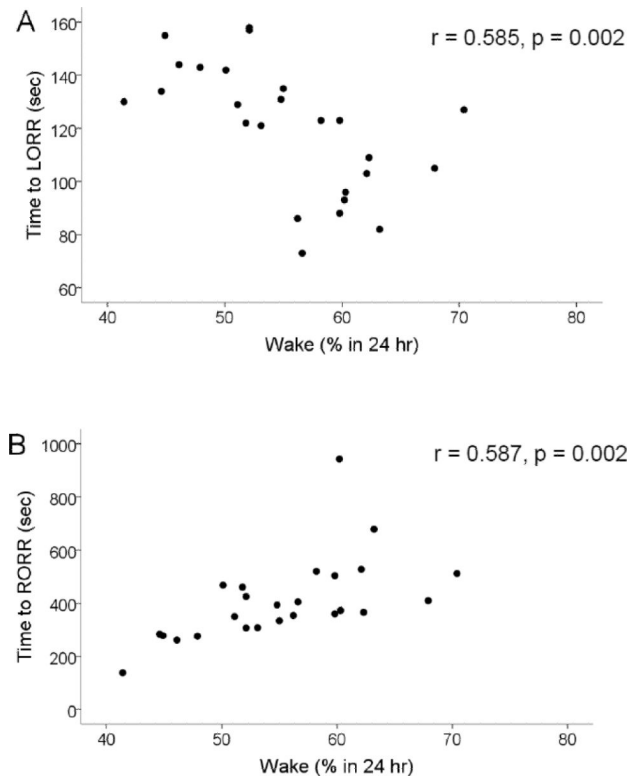 A
r = 0.585, p = 0.002
Time to LORR (sec)
160
140
120
100
80
60
40 50 60 70 80
Wake (% in 24 hr)
B
r = 0.587, p = 0.002
Time to RORR (sec)
1000
800
600
400
200
0
40 50 60 70 80
Wake (% in 24 hr)